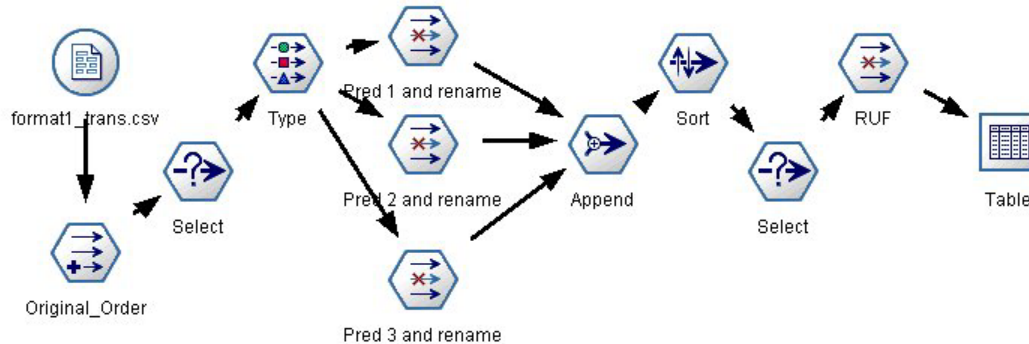 format1_trans.csv
Type
Pred 1 and rename
Sort
RUF
Select
Pred 2 and rename
Append
Select
Table
Original_Order
Pred 3 and rename